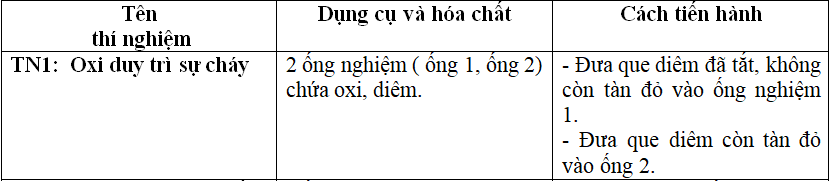 Tên
thí nghiệm
Dụng cụ và hóa chất
Cách tiến hành
TN1: Oxi duy trì sự cháy
2 ống nghiệm ( ống 1, ống 2)
chứa oxi, diêm.
- Đưa que diêm đã tắt, không
còn tàn đỏ vào ống nghiệm
1.
- Đưa que diêm còn tàn đỏ
vào ống 2.